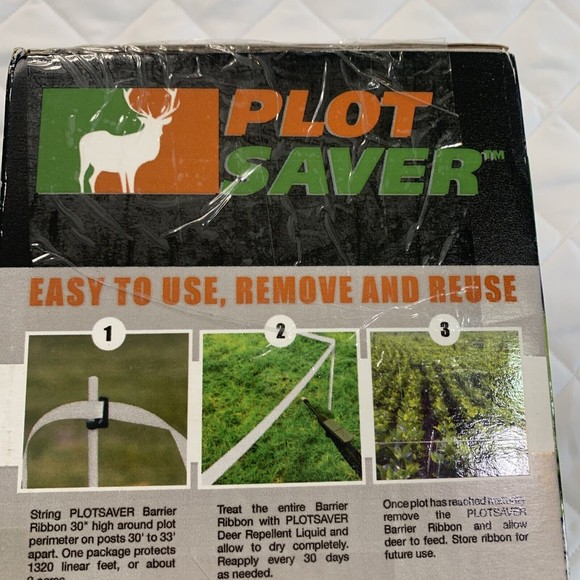 PLOT
SAVER™
EASY TO USE, REMOVE AND REUSE
1
2
3
String PLOTSAVER Barrier
Ribbon 30" high around plot
perimeter on posts 30' to 33'
apart. One package protects
1320 linear feet, or about
Treat the entire Barrier
Ribbon with PLOTSAVER
Deer Repellent Liquid and
allow to dry completely.
Reapply every 30 days
as needed.
Once plot has reached maturity
remove the PLOTSAVER
Barrier Ribbon and allow
deer to feed. Store ribbon for
future use.